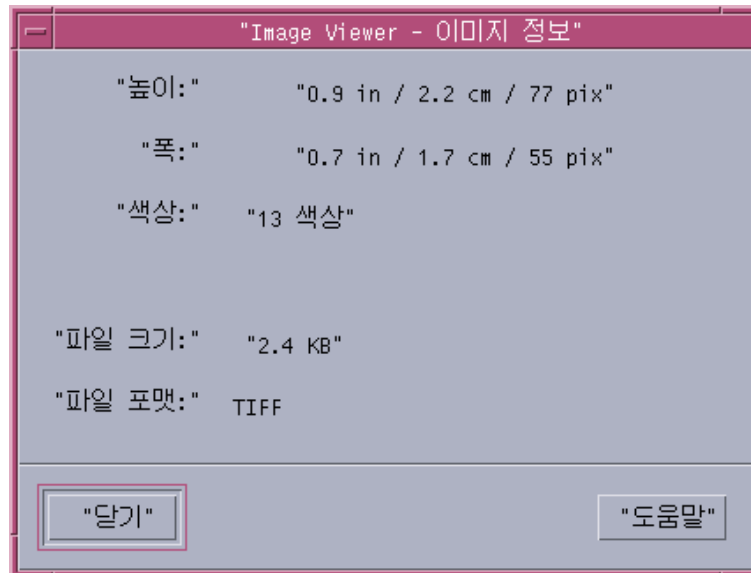 "Image Viewer - 이미지 정보"
"높이:" "0.9 in / 2.2 cm / 77 pix"
"폭:" "0.7 in / 1.7 cm / 55 pix"
"색상:" "13 색상"
"파일 크기:" "2.4 KB"
"파일 포맷:" TIFF
"닫기" "도움말"